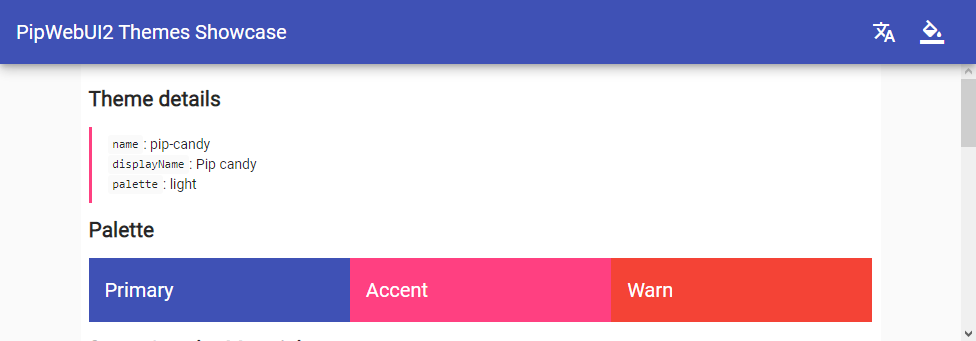 PipWebUI2 Themes Showcase
Theme details
name : pip-candy
displayName : Pip candy
palette : light
Palette
Primary Accent Warn